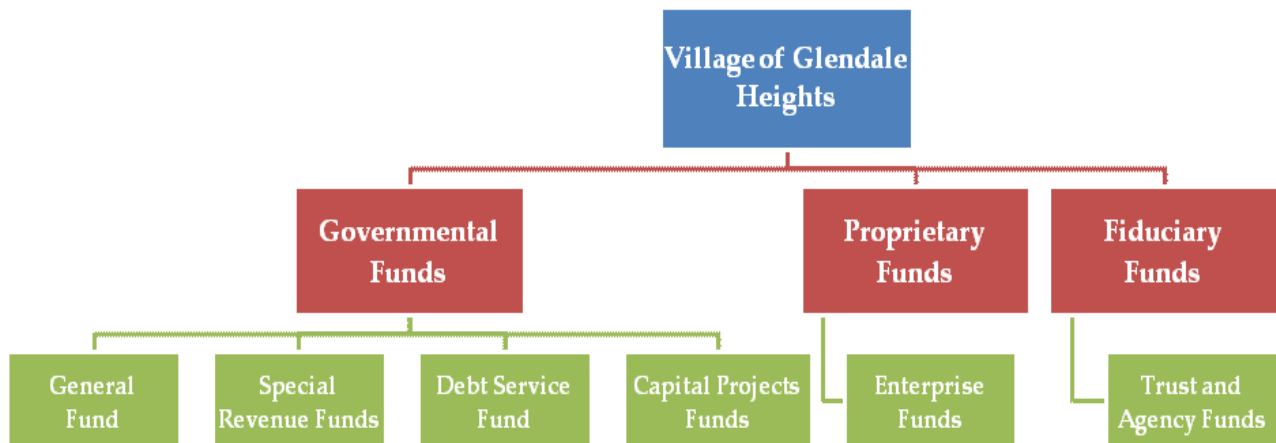 Village of Glendale
Heights
Governmental
Funds
Proprietary
Funds
Fiduciary
Funds
General
Fund
Special
Revenue Funds
Debt Service
Fund
Capital Projects
Funds
Enterprise
Funds
Trust and
Agency Funds